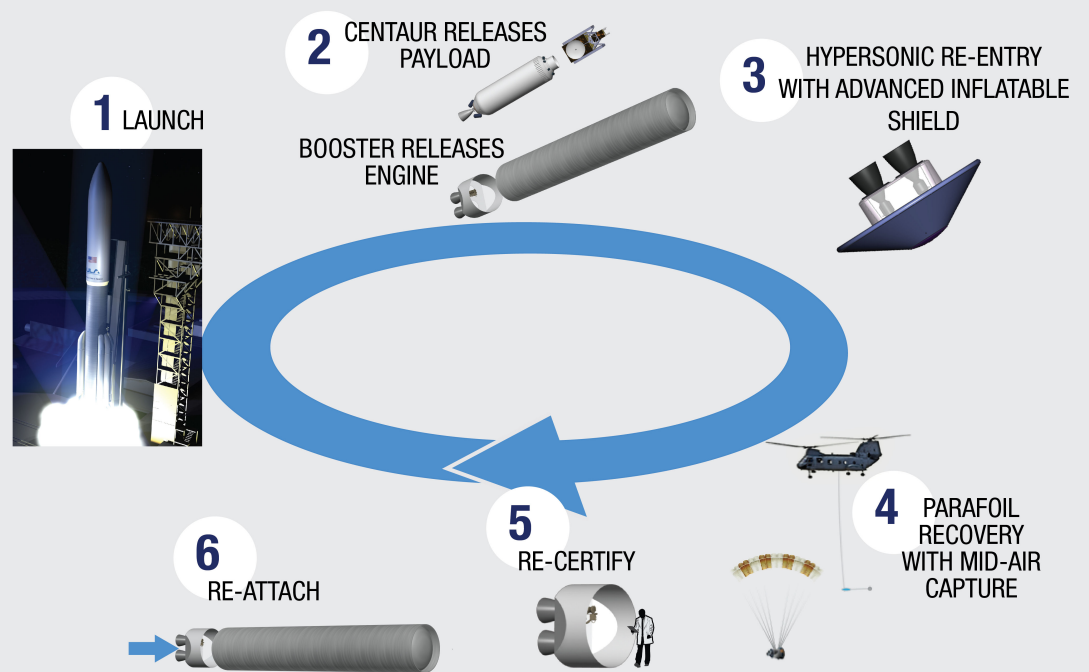 1 LAUNCH
2 CENTAUR RELEASES
PAYLOAD
BOOSTER RELEASES
ENGINE
3 HYPERSONIC RE-ENTRY
WITH ADVANCED INFLATABLE
SHIELD
4 PARAFOIL
RECOVERY
WITH MID-AIR
CAPTURE
5
RE-CERTIFY
6
RE-ATTACH